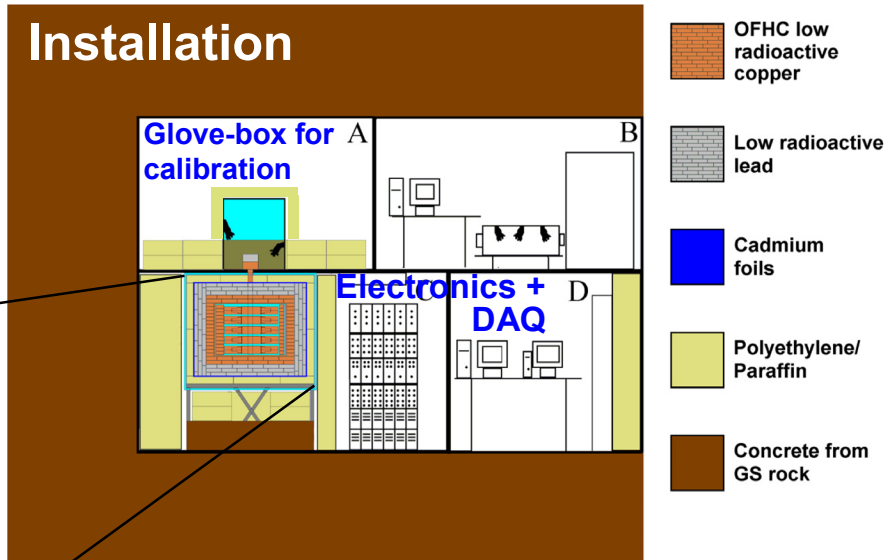 Installation
Glove-box for
calibration
A
B
Electronics +
DAQ
C
D
OFHC low
radioactive
copper
Low radioactive
lead
Cadmium
foils
Polyethylene/
Paraffin
Concrete from
GS rock